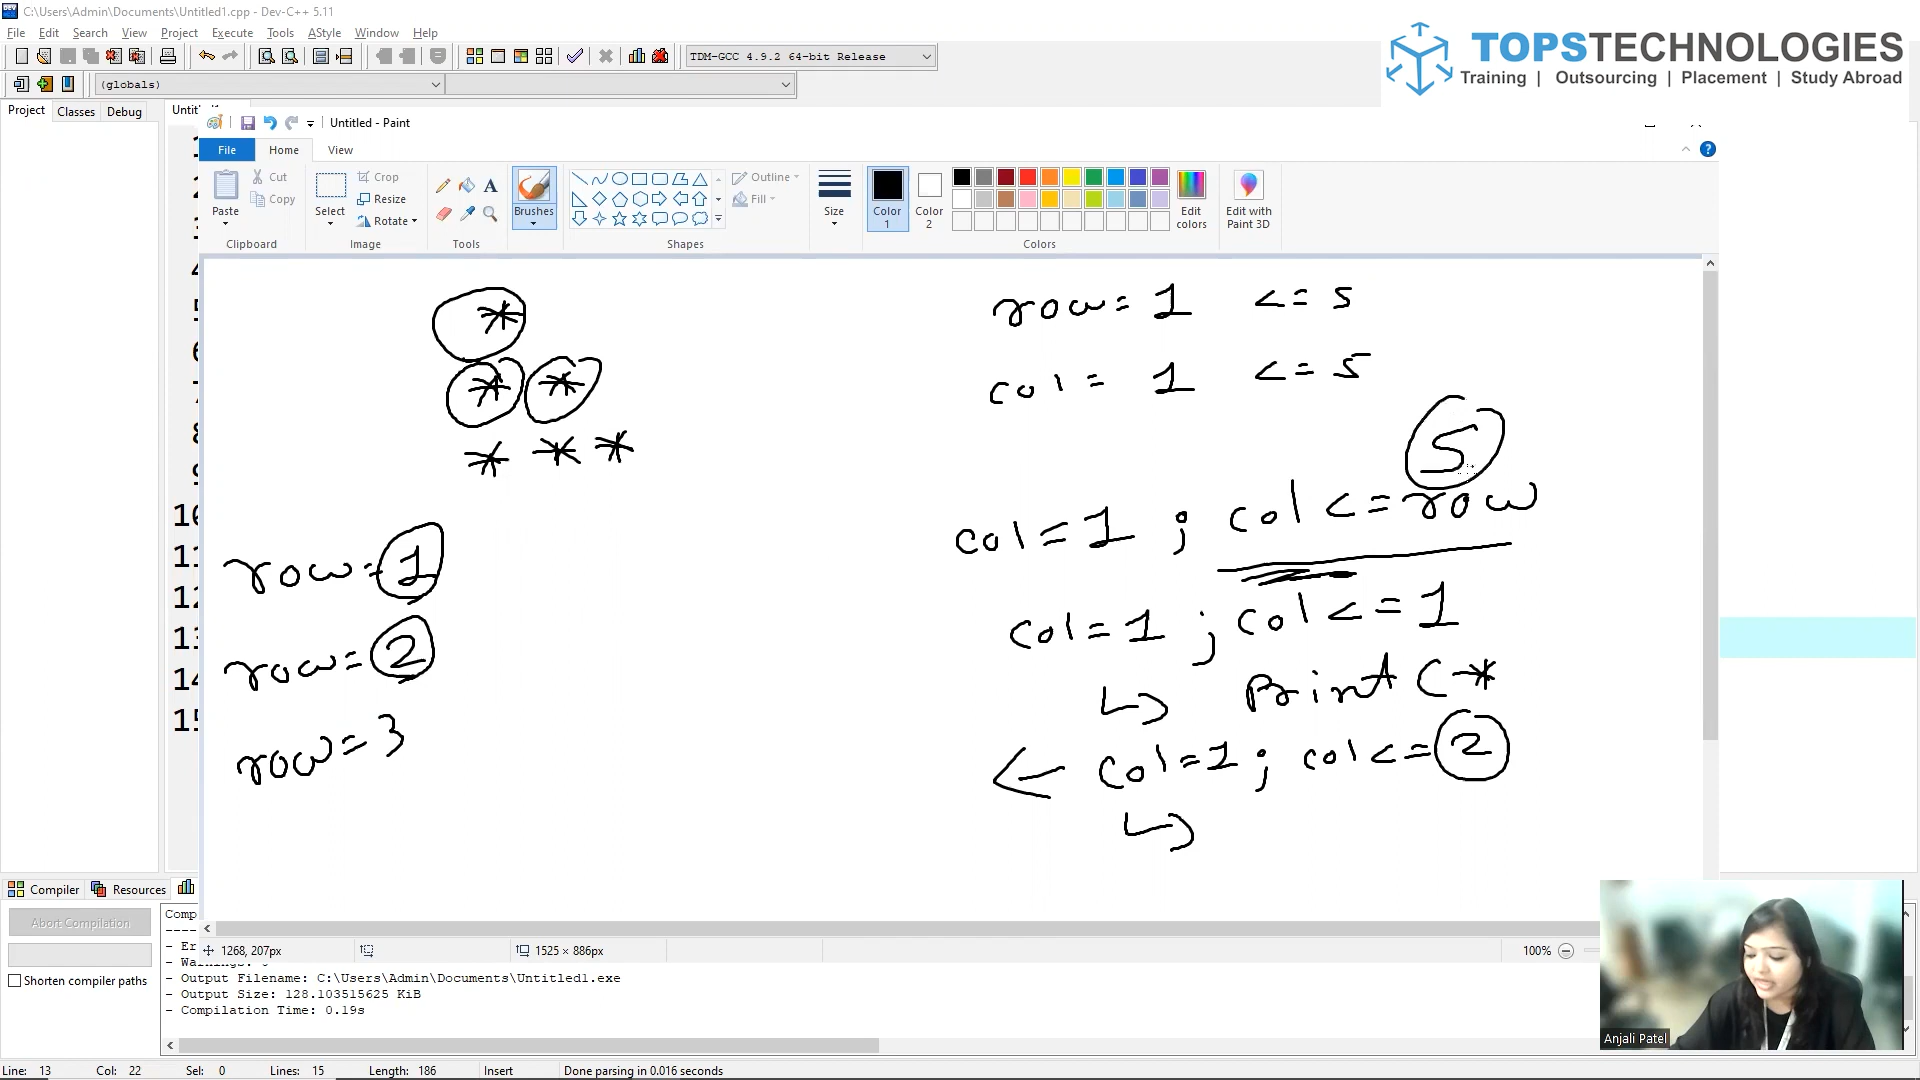 C:\Users\Admin\Documents\Untitled1.cpp - Dev-C++ 5.11
File Edit Search View Project Execute Tools AStyle Window Help
TDM-GCC 4.9.2 64-bit Release
(globals)
TOPSTECHNOLOGIES
Training | Outsourcing | Placement | Study Abroad
Project Classes Debug
Untitled - Paint
File Home View
Paste
Cut
Copy
Clipboard
Select
Crop
Resize
Rotate
Image
Tools
Brushes
Shapes
Outline
Fill
Size
Color 1
Color 2
Colors
Edit colors
Edit with Paint 3D
*
* *
* * *
row=1
row=2
row=3
row=1 <=5
col=1 <=5
5
col=1 ; col<=row
col=1 ; col<=1
print (*
col=1 ; col<=2
10
11
12
13
14
15
1268, 207px
1525 × 886px
100%
Compiler Resources
Abort Compilation
Shorten compiler paths
- Output Filename: C:\Users\Admin\Documents\Untitled1.exe
- Output Size: 128.103515625 KiB
- Compilation Time: 0.19s
Anjali Patel
Line: 13 Col: 22 Sel: 0 Lines: 15 Length: 186 Insert Done parsing in 0.016 seconds